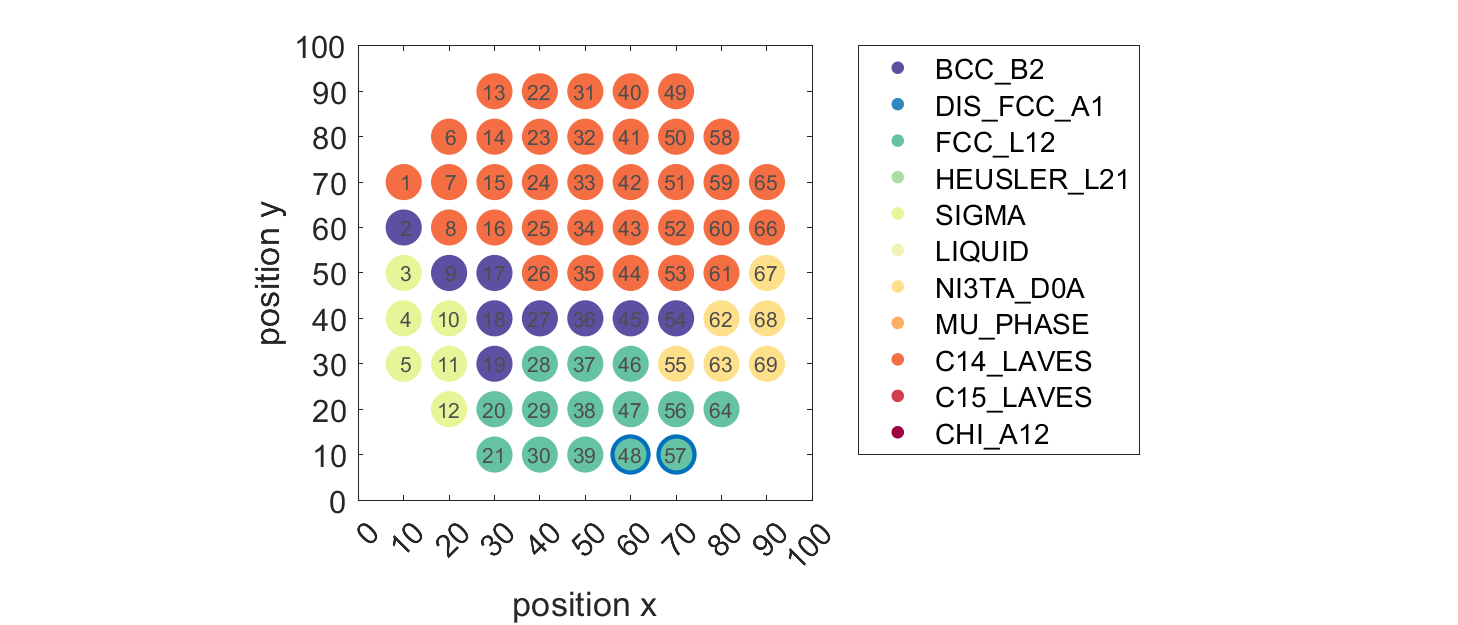 100
90
80
70
60
50
40
30
20
10
0
position y
13 22 31 40 49
6 14 23 32 41 50 58
1 7 15 24 33 42 51 59 65
2 8 16 25 34 43 52 60 66
3 9 17 26 35 44 53 61 67
4 10 18 27 36 45 54 62 68
5 11 19 28 37 46 55 63 69
12 20 29 38 47 56 64
21 30 39 48 57
0 10 20 30 40 50 60 70 80 90 100
position x
BCC_B2
DIS_FCC_A1
FCC_L12
HEUSLER_L21
SIGMA
LIQUID
NI3TA_D0A
MU_PHASE
C14_LAVES
C15_LAVES
CHI_A12